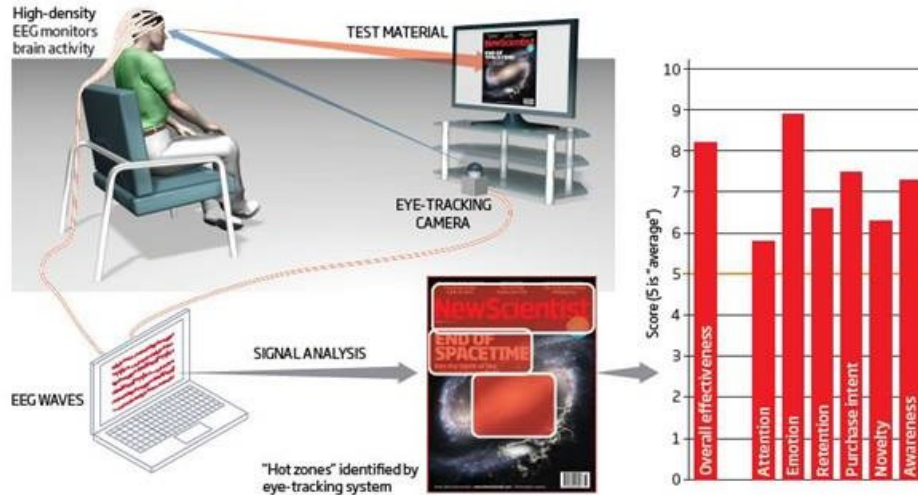 High-density
EEG monitors
brain activity
TEST MATERIAL
NewScientist
END OF
SPACETIME
EYE-TRACKING
CAMERA
EEG WAVES
SIGNAL ANALYSIS
NewScientist
END OF
SPACETIME
"Hot zones" identified by
eye-tracking system
Score (5 is "average")
10
9
8
7
6
5
4
3
2
1
0
Overall effectiveness
Attention
Emotion
Retention
Purchase intent
Novelty
Awareness